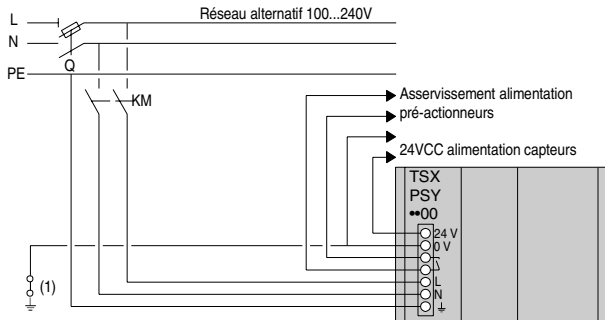 Réseau alternatif 100...240V
L
N
Q
PE
KM
Asservissement alimentation
pré-actionneurs
24VCC alimentation capteurs
TSX
PSY
••00
24 V
0 V
L
N
(1)